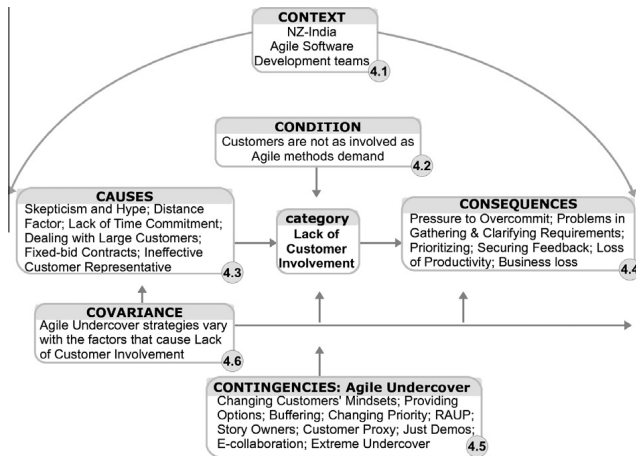 CONTEXT
NZ-India
Agile Software
Development teams
4.1
CONDITION
Customers are not as involved as
Agile methods demand
4.2
CAUSES
Skepticism and Hype; Distance
Factor; Lack of Time Commitment;
Dealing with Large Customers;
Fixed-bid Contracts; Ineffective
Customer Representative
4.3
category
Lack of
Customer
Involvement
CONSEQUENCES
Pressure to Overcommit; Problems in
Gathering & Clarifying Requirements;
Prioritizing; Securing Feedback; Loss
of Productivity; Business loss
4.4
COVARIANCE
Agile Undercover strategies vary
with the factors that cause Lack
of Customer Involvement
4.6
CONTINGENCIES: Agile Undercover
Changing Customers' Mindsets; Providing
Options; Buffering; Changing Priority; RAUP;
Story Owners; Customer Proxy; Just Demos;
E-collaboration; Extreme Undercover
4.5